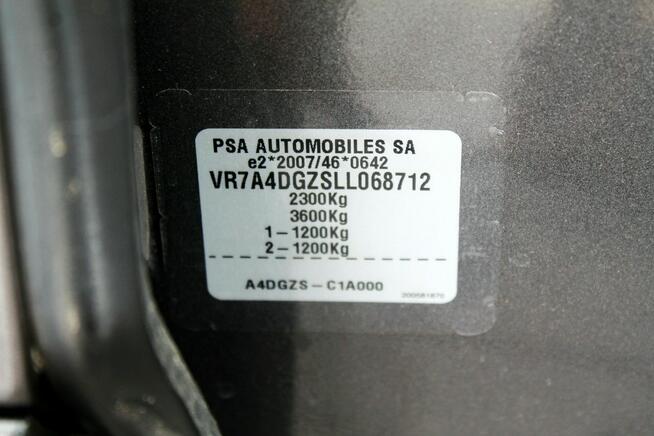 PSA AUTOMOBILES SA
e2*2007/46*0642
VR7A4DGZSLL068712
2300Kg
3600Kg
1-1200Kg
2-1200Kg
A4DGZS-C1A000